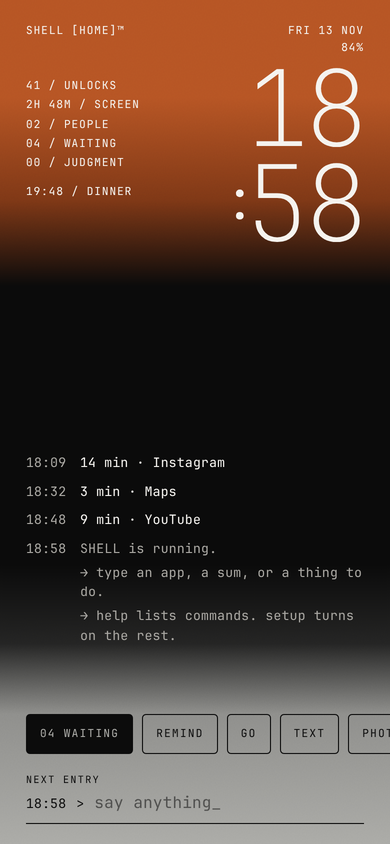 SHELL [HOME]™
FRI 13 NOV
84%
41 / UNLOCKS
2H 48M / SCREEN
02 / PEOPLE
04 / WAITING
00 / JUDGMENT
19:48 / DINNER
18
:58
18:09 14 min · Instagram
18:32 3 min · Maps
18:48 9 min · YouTube
18:58 SHELL is running.
→ type an app, a sum, or a thing to
do.
→ help lists commands. setup turns
on the rest.
04 WAITING REMIND GO TEXT PHOT
NEXT ENTRY
18:58 > say anything_